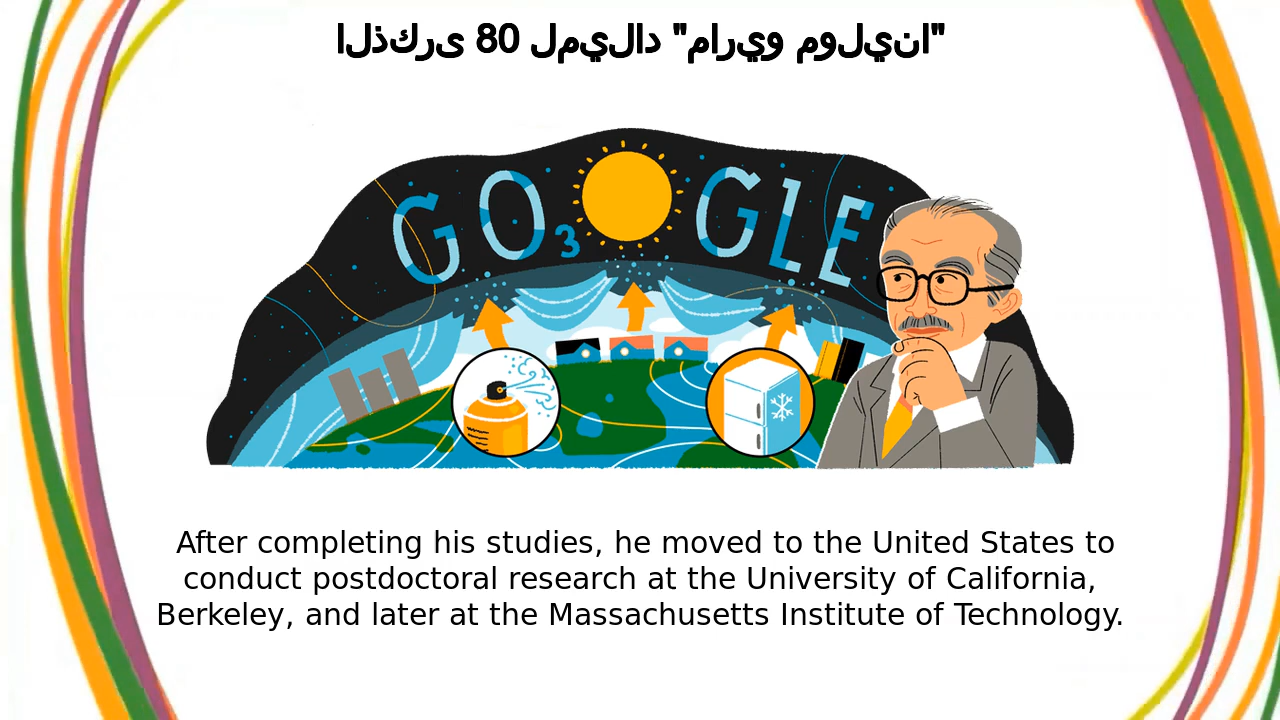 الذكرى 80 لميلاد "ماريو مولينا"
GO₃GLE
After completing his studies, he moved to the United States to
conduct postdoctoral research at the University of California,
Berkeley, and later at the Massachusetts Institute of Technology.